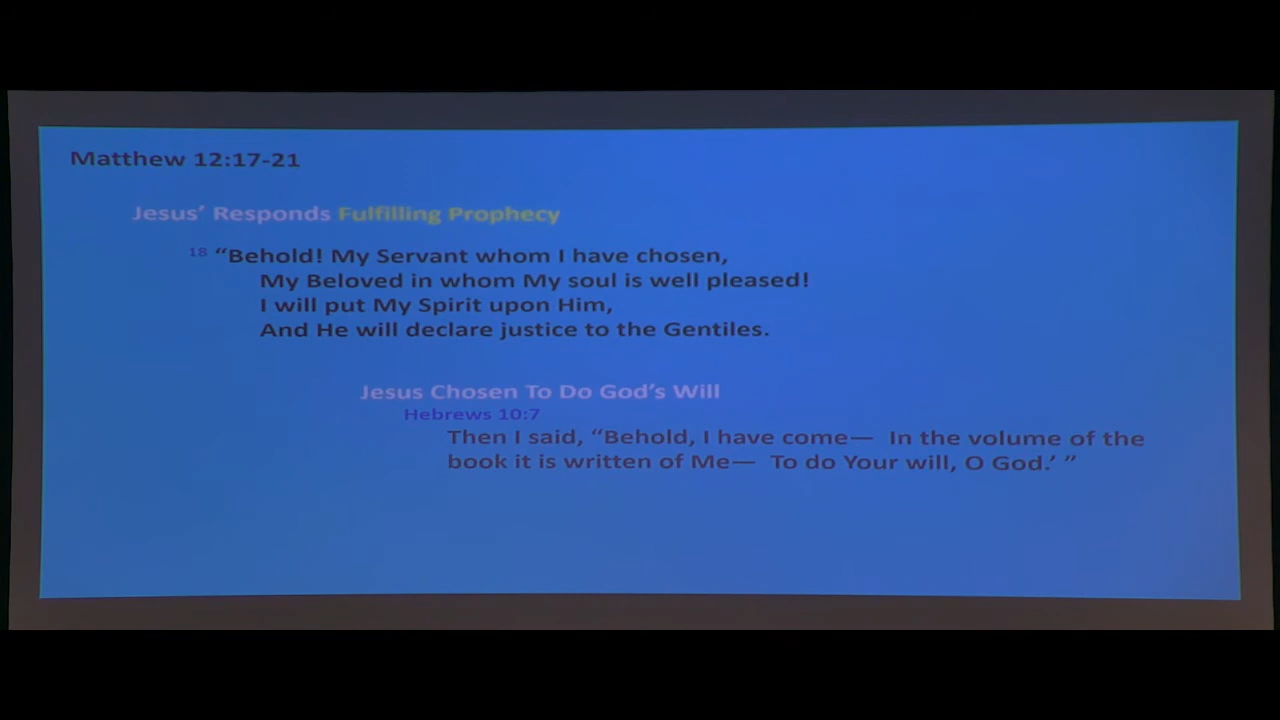 Matthew 12:17-21
Jesus’ Responds Fulfilling Prophecy
18 “Behold! My Servant whom I have chosen,
My Beloved in whom My soul is well pleased!
I will put My Spirit upon Him,
And He will declare justice to the Gentiles.
Jesus Chosen To Do God’s Will
Hebrews 10:7
Then I said, “Behold, I have come— In the volume of the
book it is written of Me— To do Your will, O God.’ ”